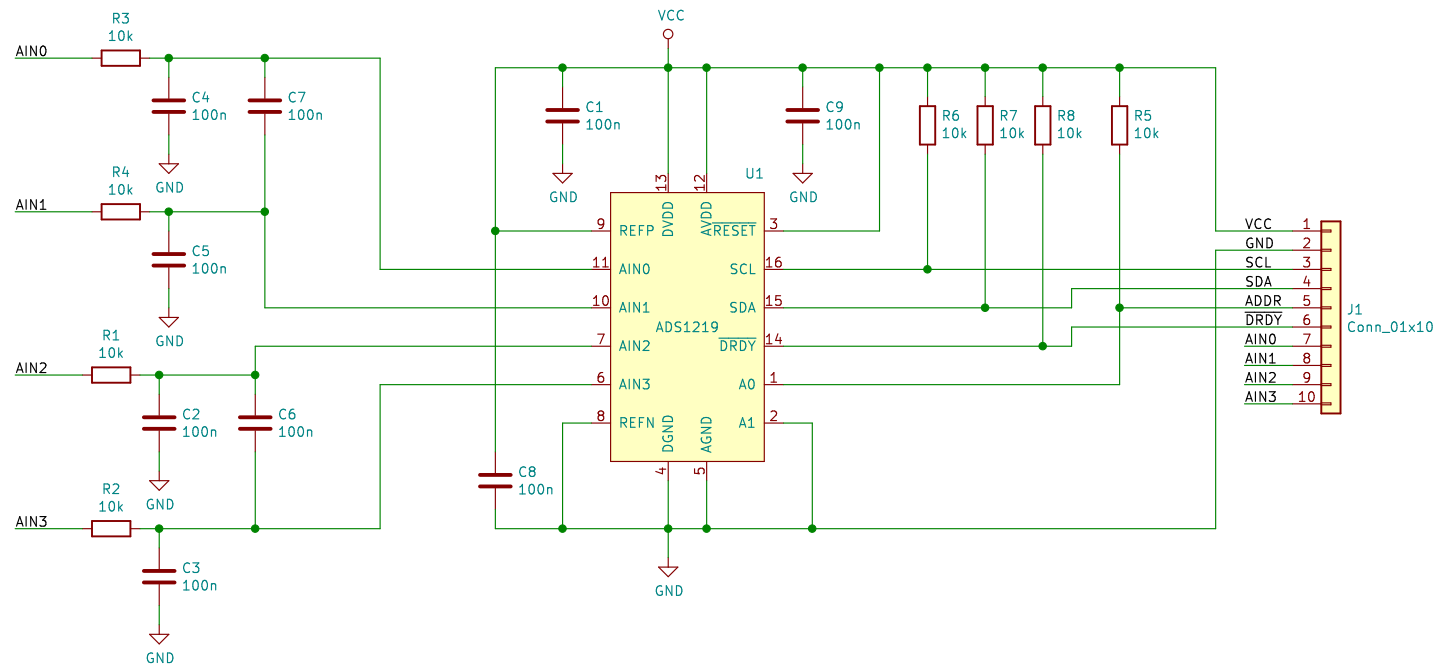 R3
10k
AIN0
C4
100n
C7
100n
GND
R4
10k
AIN1
C5
100n
GND
R1
10k
AIN2
C2
100n
C6
100n
GND
R2
10k
AIN3
C3
100n
GND
VCC
C1
100n
GND
C9
100n
GND
R6
10k
R7
10k
R8
10k
R5
10k
U1
13
12
DVDD
AVDD
9
REFP
RESET
3
11
AIN0
SCL
16
10
AIN1
SDA
15
ADS1219
7
AIN2
DRDY
14
6
AIN3
A0
1
8
REFN
A1
2
DGND
AGND
4
5
C8
100n
GND
VCC
1
GND
2
SCL
3
SDA
4
ADDR
5
DRDY
6
AIN0
7
AIN1
8
AIN2
9
AIN3
10
J1
Conn_01x10